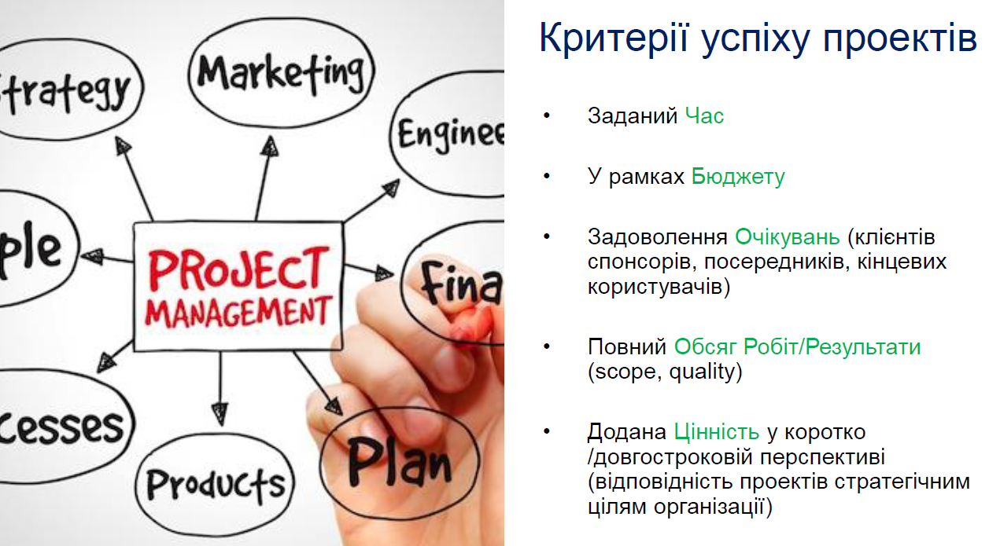 Marketing
trategy
Enginee
ple
PROJECT
MANAGEMENT
Fina
cesses
Products
Plan
Критерії успіху проектів
• Заданий Час
• У рамках Бюджету
• Задоволення Очікувань (клієнтів
спонсорів, посередників, кінцевих
користувачів)
• Повний Обсяг Робіт/Результати
(scope, quality)
• Додана Цінність у коротко
/довгостроковій перспективі
(відповідність проектів стратегічним
цілям організації)